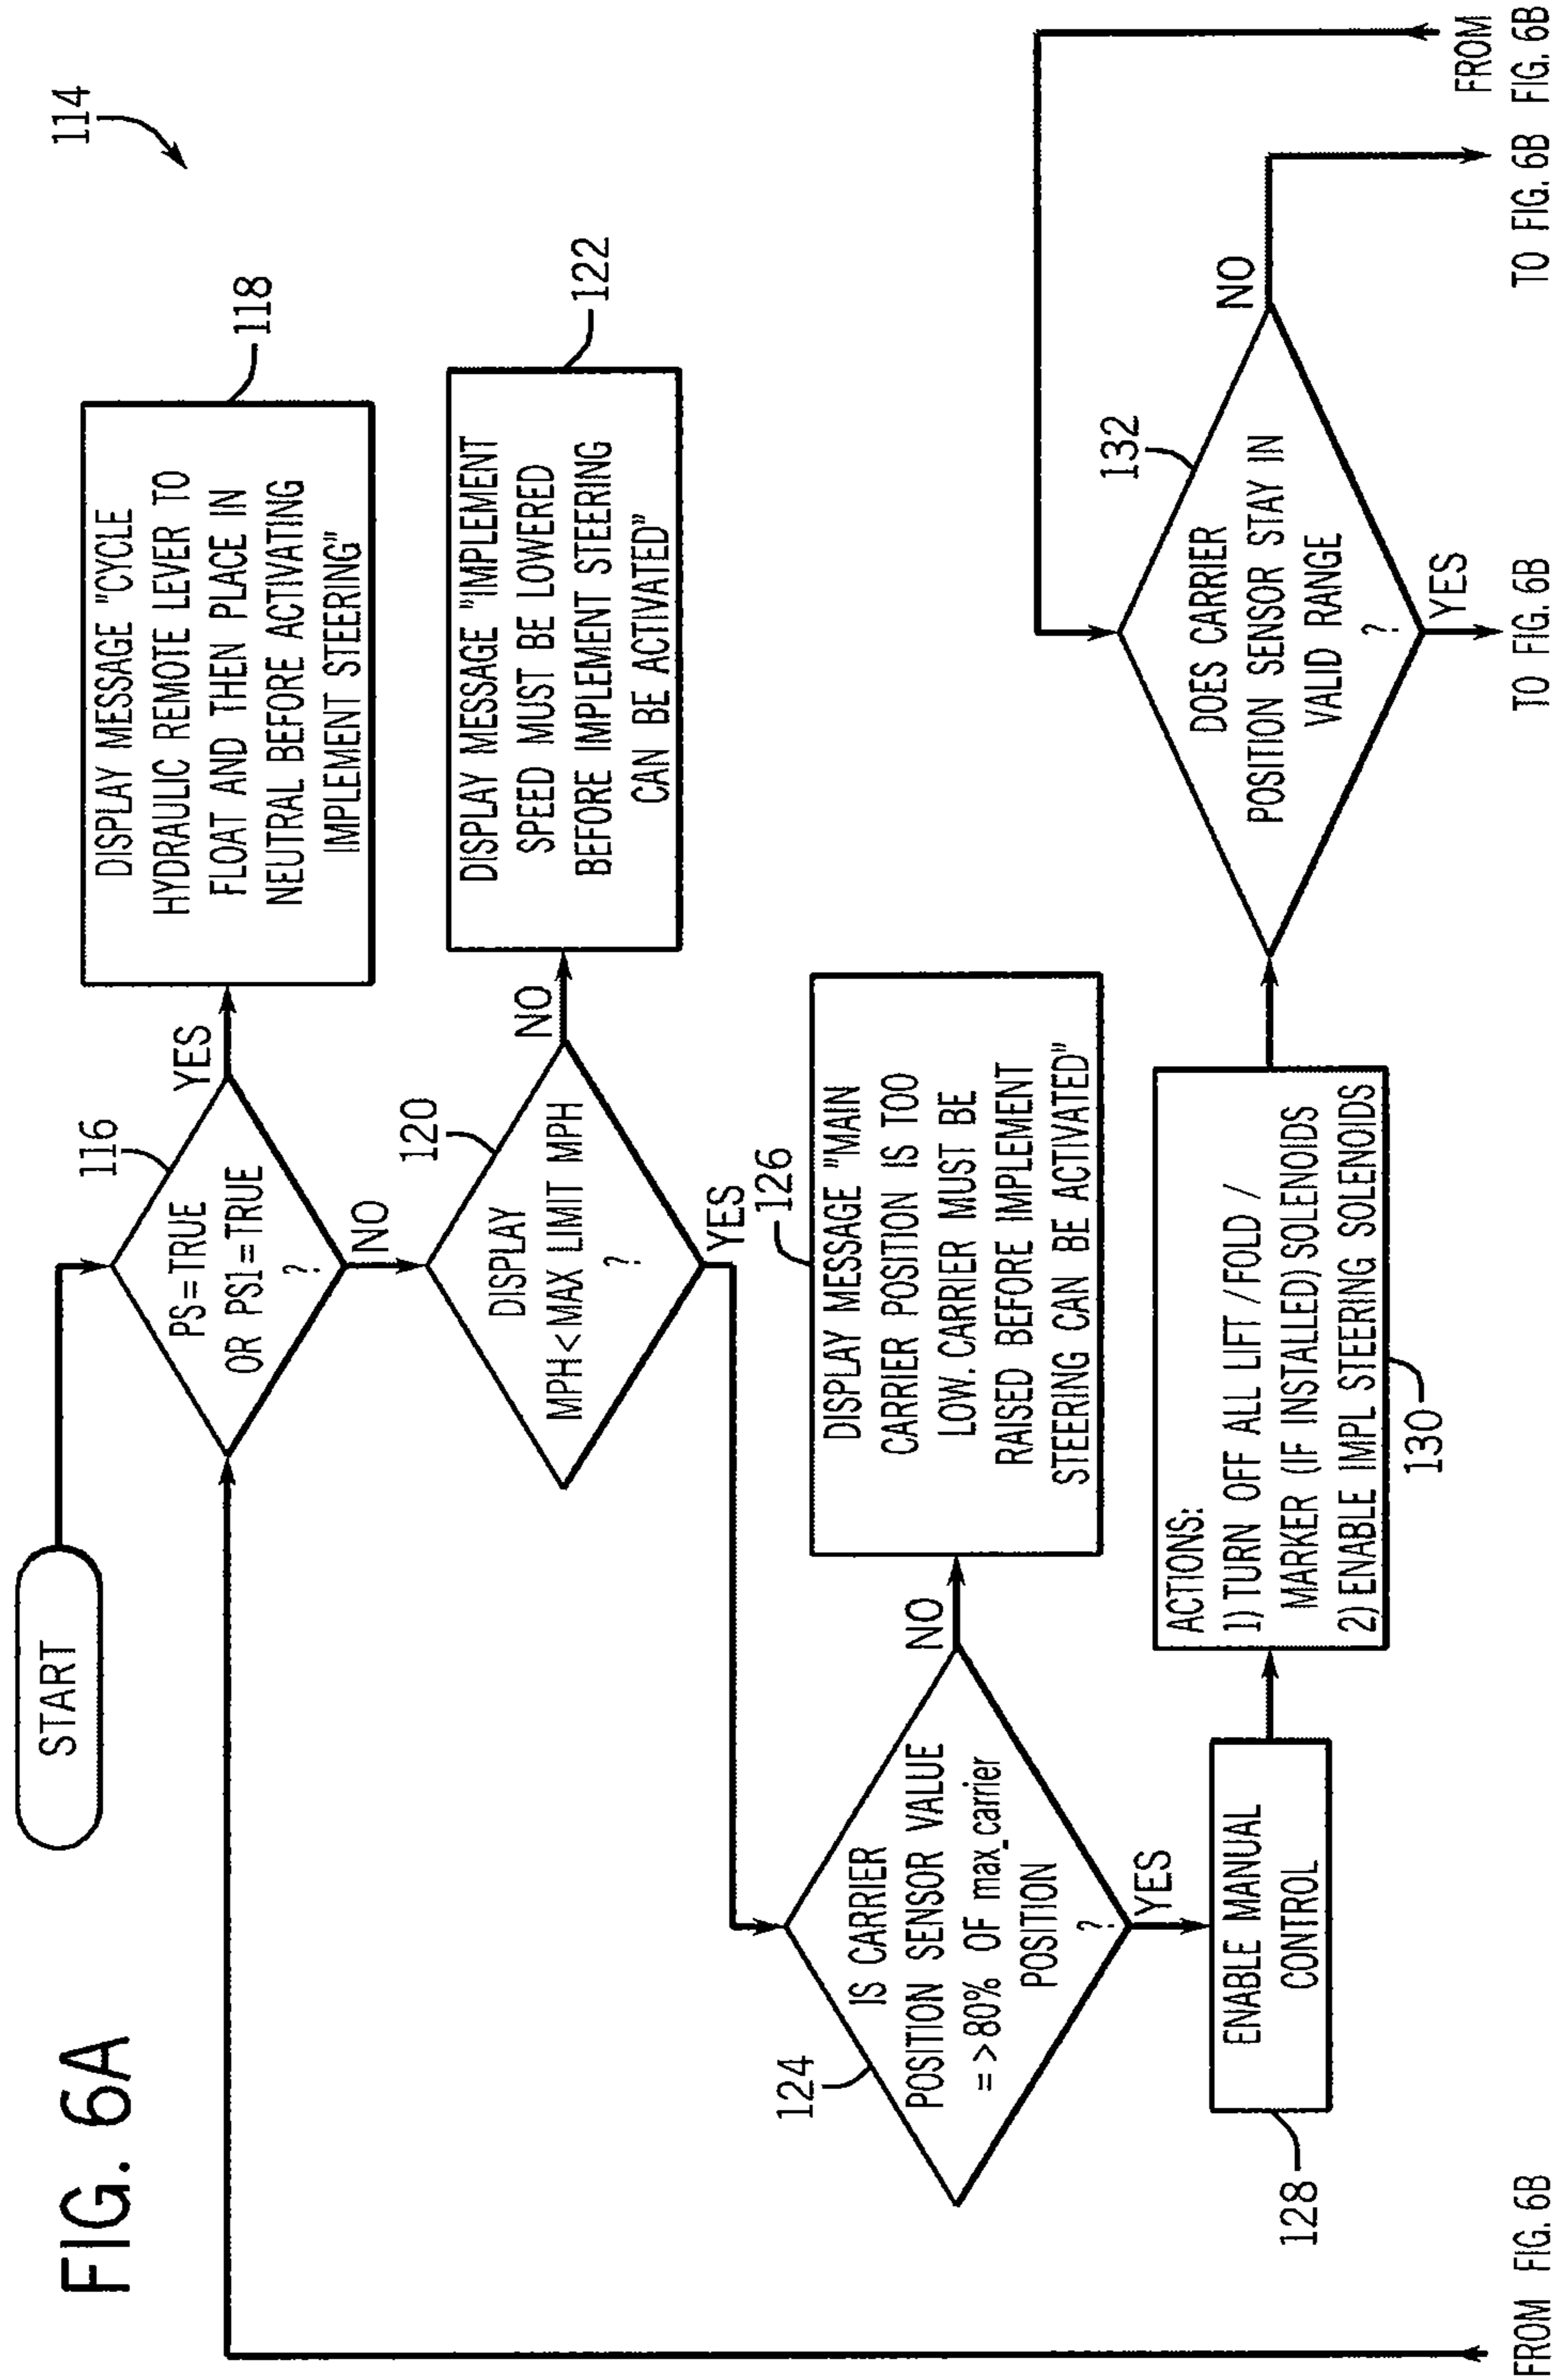 FIG. 6A
114
START
116
PS=TRUE
OR PS1=TRUE
?
YES
NO
118
DISPLAY MESSAGE "CYCLE
HYDRAULIC REMOTE LEVER TO
FLOAT AND THEN PLACE IN
NEUTRAL BEFORE ACTIVATING
IMPLEMENT STEERING"
120
DISPLAY
MPH<MAX LIMIT MPH
?
NO
YES
122
DISPLAY MESSAGE "IMPLEMENT
SPEED MUST BE LOWERED
BEFORE IMPLEMENT STEERING
CAN BE ACTIVATED"
124
IS CARRIER
POSITION SENSOR VALUE
=>80% OF max_carrier
POSITION
?
NO
YES
126
DISPLAY MESSAGE "MAIN
CARRIER POSITION IS TOO
LOW. CARRIER MUST BE
RAISED BEFORE IMPLEMENT
STEERING CAN BE ACTIVATED"
128
ENABLE MANUAL
CONTROL
ACTIONS:
1) TURN OFF ALL LIFT/FOLD/
MARKER (IF INSTALLED) SOLENOIDS
2) ENABLE IMPL STEERING SOLENOIDS
130
132
DOES CARRIER
POSITION SENSOR STAY IN
VALID RANGE
?
NO
YES
FROM FIG. 6B
TO FIG. 6B
TO FIG. 6B
FROM
FIG. 6B